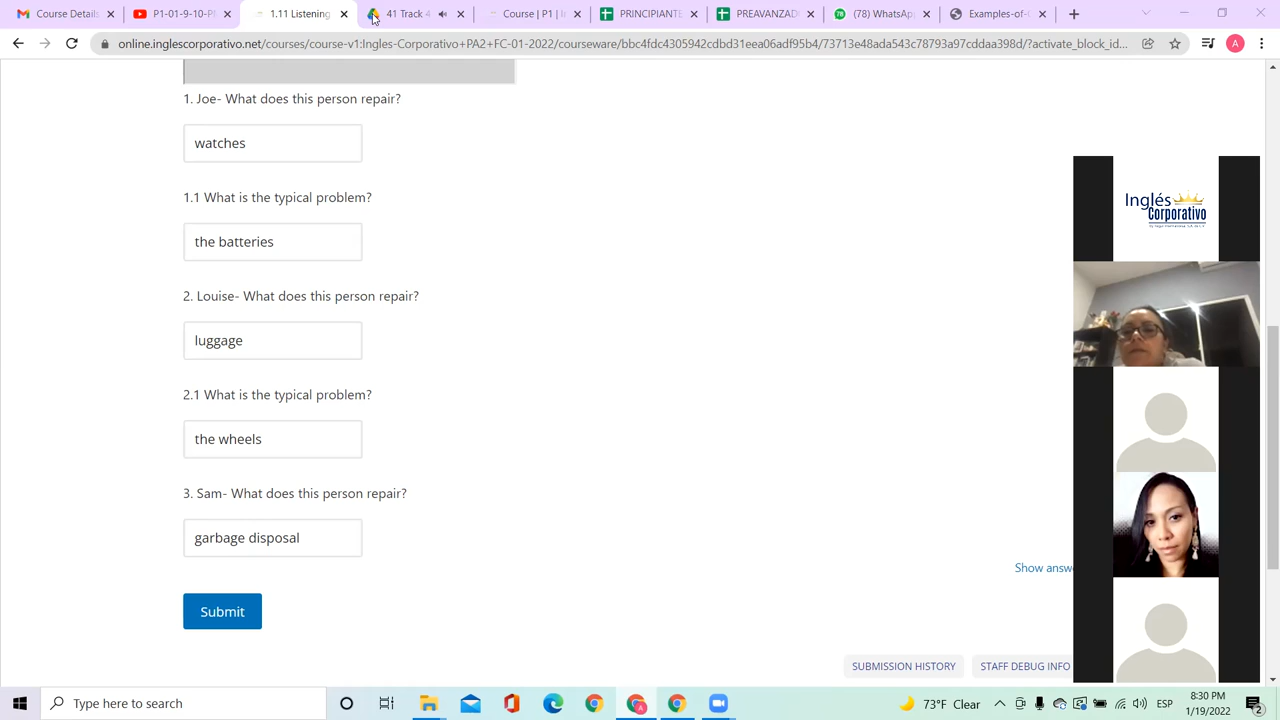 Course Details
P1-01-9-10-P
1.11 Listening
41 Track 4
Course | P1 |
PRINCIPIANTE
PREAVANZAD
(78) WhatsAp
Examples-of-
online.inglescorporativo.net/courses/course-v1:Ingles-Corporativo+PA2+EC-01-2022/courseware/bbc4fdc4305942cdbd31eea06adf95b4/73713e48ada543c78795a971ddaa398d/?activate_block_id...
A
1. Joe- What does this person repair?
watches
1.1 What is the typical problem?
the batteries
2. Louise- What does this person repair?
luggage
2.1 What is the typical problem?
the wheels
3. Sam- What does this person repair?
garbage disposal
Show answ
Submit
SUBMISSION HISTORY
STAFF DEBUG INFO
Inglés
Corporativo
Type here to search
73°F Clear
ESP
8:30 PM
1/19/2022
2